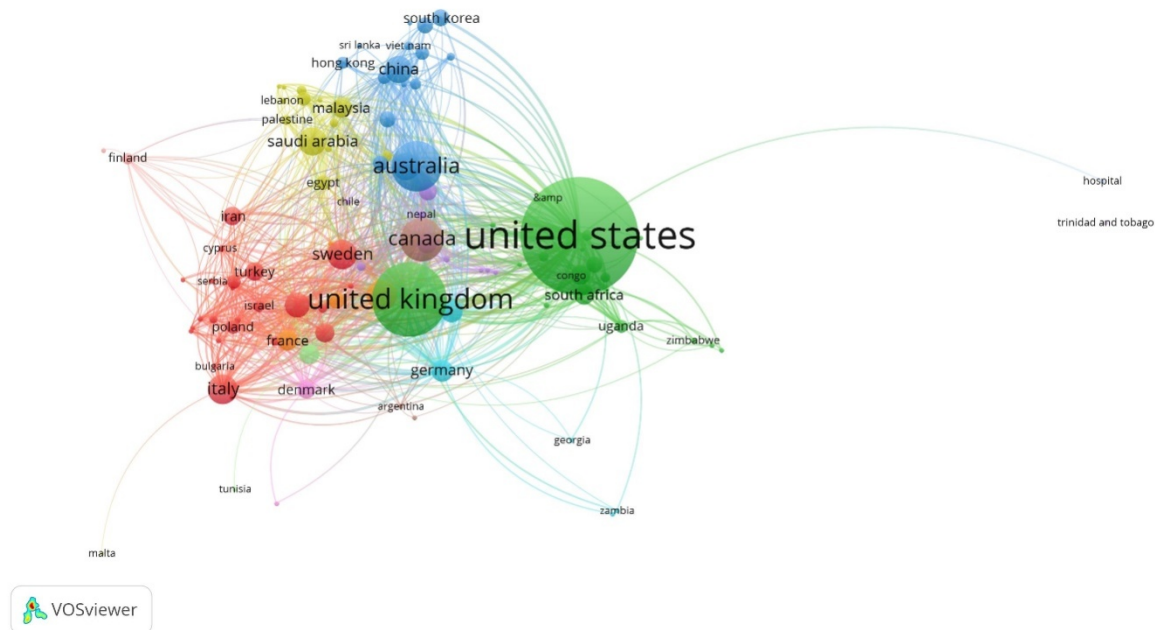 south korea
sri lanka
viet nam
hong kong
china
lebanon
malaysia
palestine
saudi arabia
finland
australia
egypt
hospital
&amp
chile
iran
nepal
trinidad and tobago
canada
united states
cyprus
sweden
turkey
congo
serbia
south africa
israel
united kingdom
poland
uganda
france
zimbabwe
bulgaria
germany
italy
denmark
argentina
georgia
tunisia
zambia
malta
VOSviewer